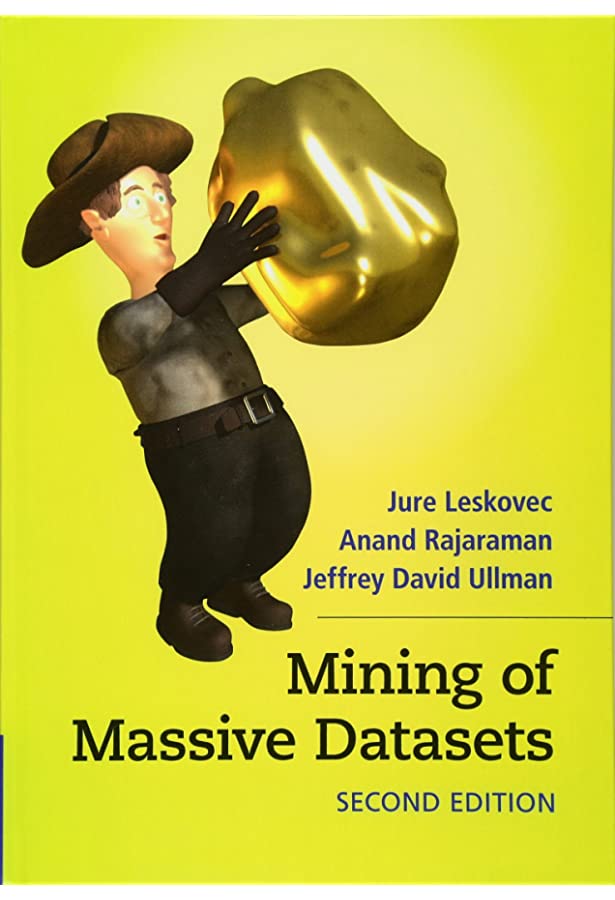 Jure Leskovec
Anand Rajaraman
Jeffrey David Ullman
Mining of
Massive Datasets
SECOND EDITION